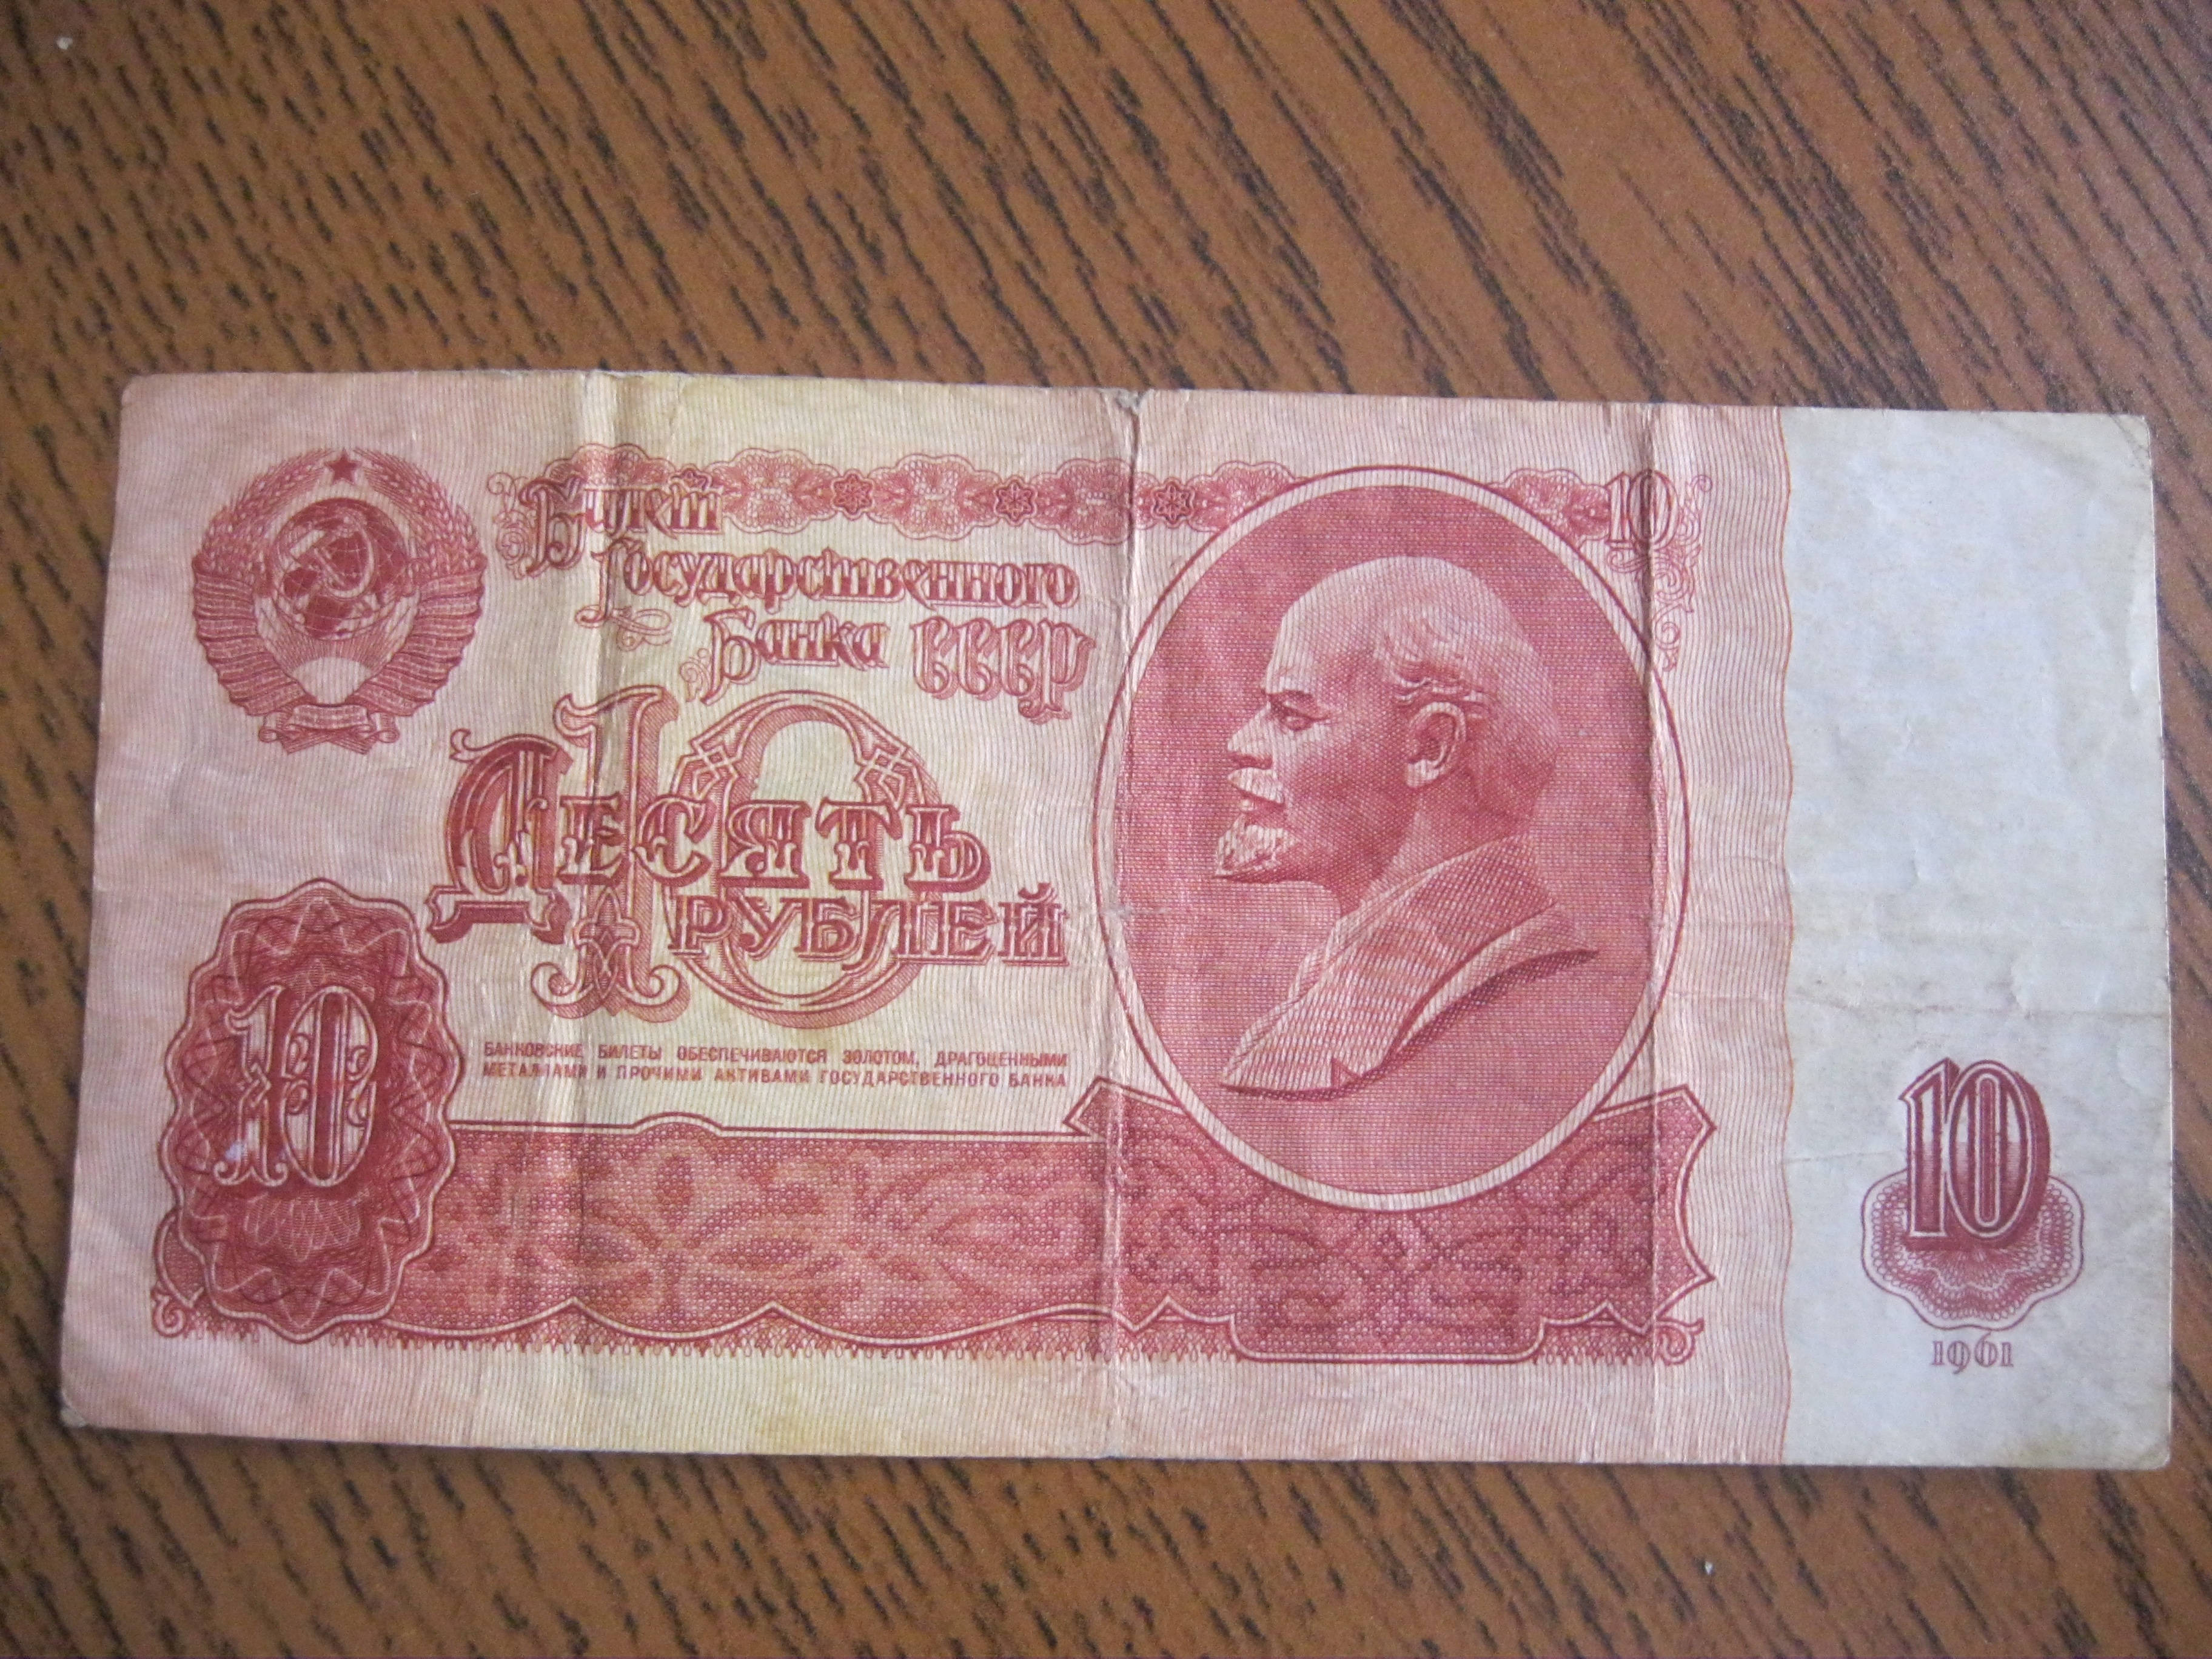 Билет
10
Государственного
Банка СССР
10
Десять
рублей
10
БАНКОВСКИЕ БИЛЕТЫ ОБЕСПЕЧИВАЮТСЯ ЗОЛОТОМ, ДРАГОЦЕННЫМИ
МЕТАЛЛАМИ И ПРОЧИМИ АКТИВАМИ ГОСУДАРСТВЕННОГО БАНКА
10
1961